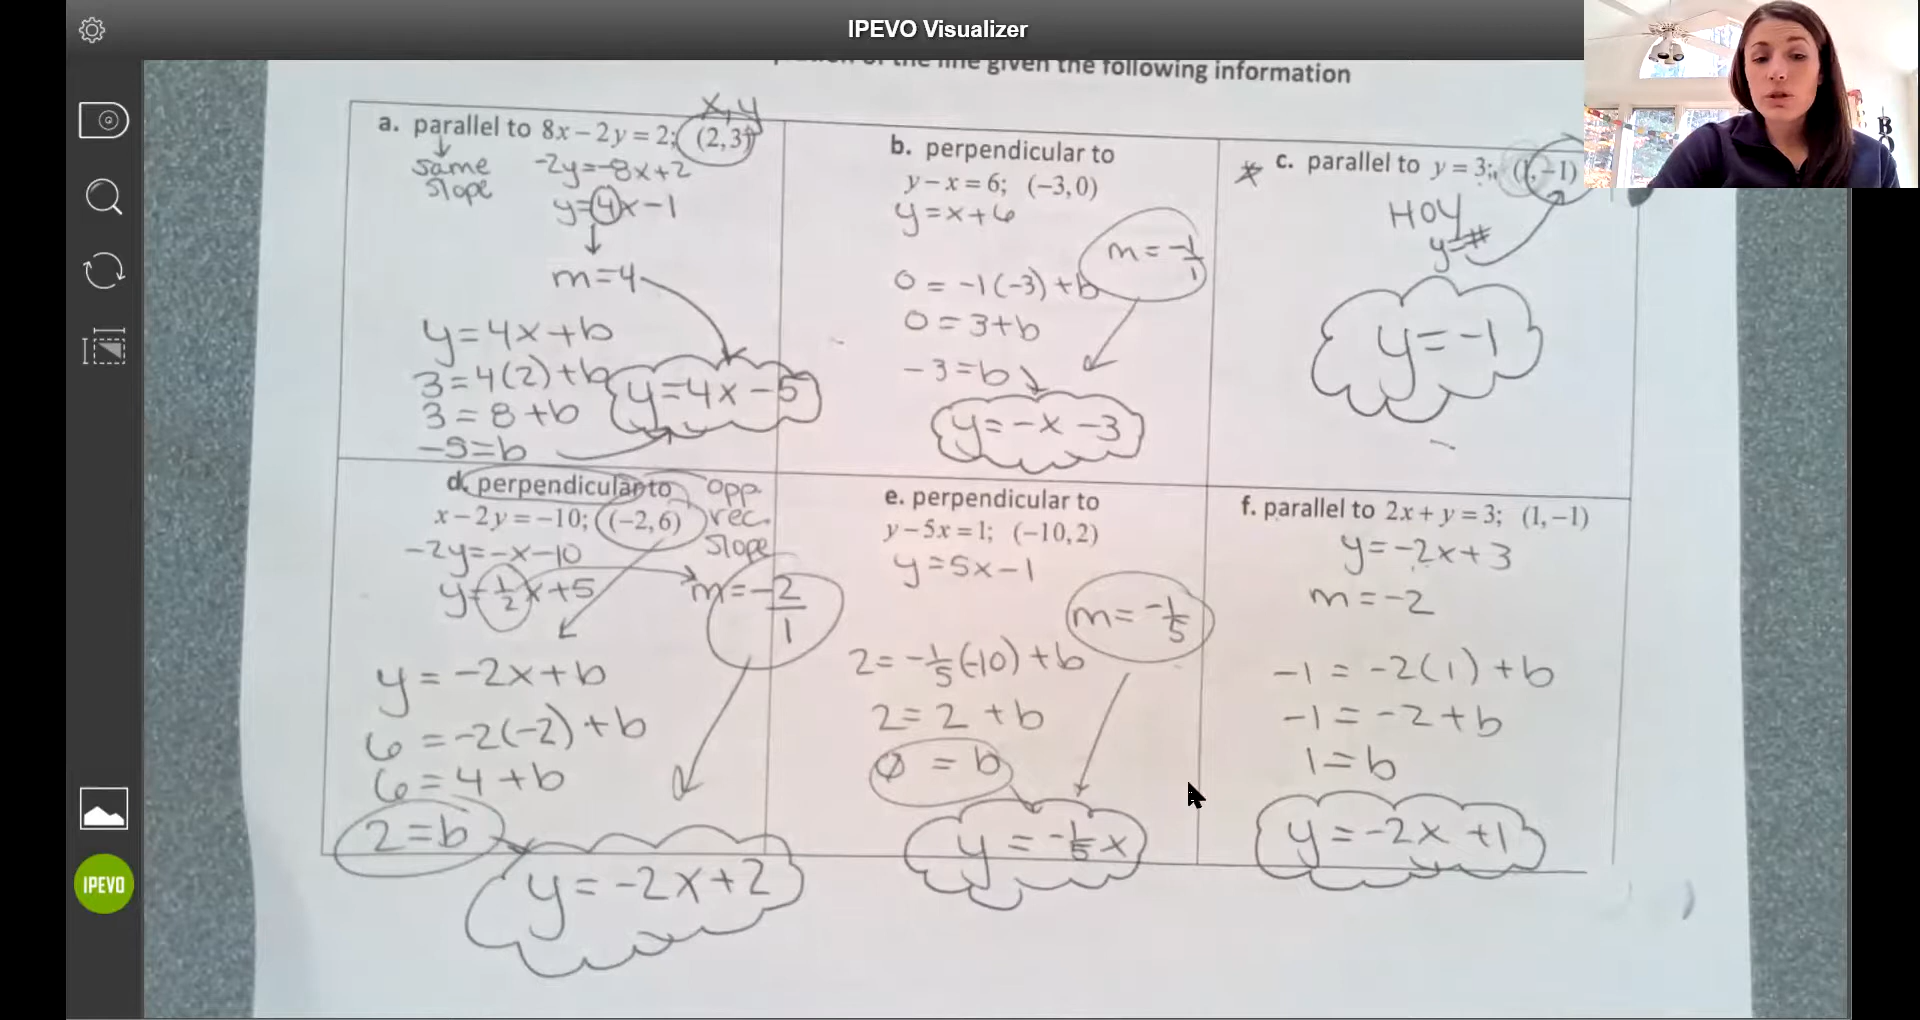 IPEVO Visualizer
of the line given the following information
x, y
a. parallel to 8x – 2y = 2; (2,3)
same
slope
-2y=-8x+2
y=4x-1
m=4
y=4x+b
3=4(2)+b
3=8+b
-5=b
y=4x-5
b. perpendicular to
y – x = 6; (–3,0)
y=x+6
m=-1/1
0=-1(-3)+b
0=3+b
-3=b
y=-x-3
* c. parallel to y = 3; (1,–1)
HOY
y=#
y=-1
d. perpendicular to
x – 2y = –10; (–2,6)
opp.
rec.
slope
-2y=-x-10
y=1/2x+5
m=-2/1
y=-2x+b
6=-2(-2)+b
6=4+b
2=b
y=-2x+2
e. perpendicular to
y – 5x = 1; (–10,2)
y=5x-1
m=-1/5
2=-1/5(-10)+b
2=2+b
0=b
y=-1/5x
f. parallel to 2x + y = 3; (1,–1)
y=-2x+3
m=-2
-1=-2(1)+b
-1=-2+b
1=b
y=-2x+1
IPEVO
B